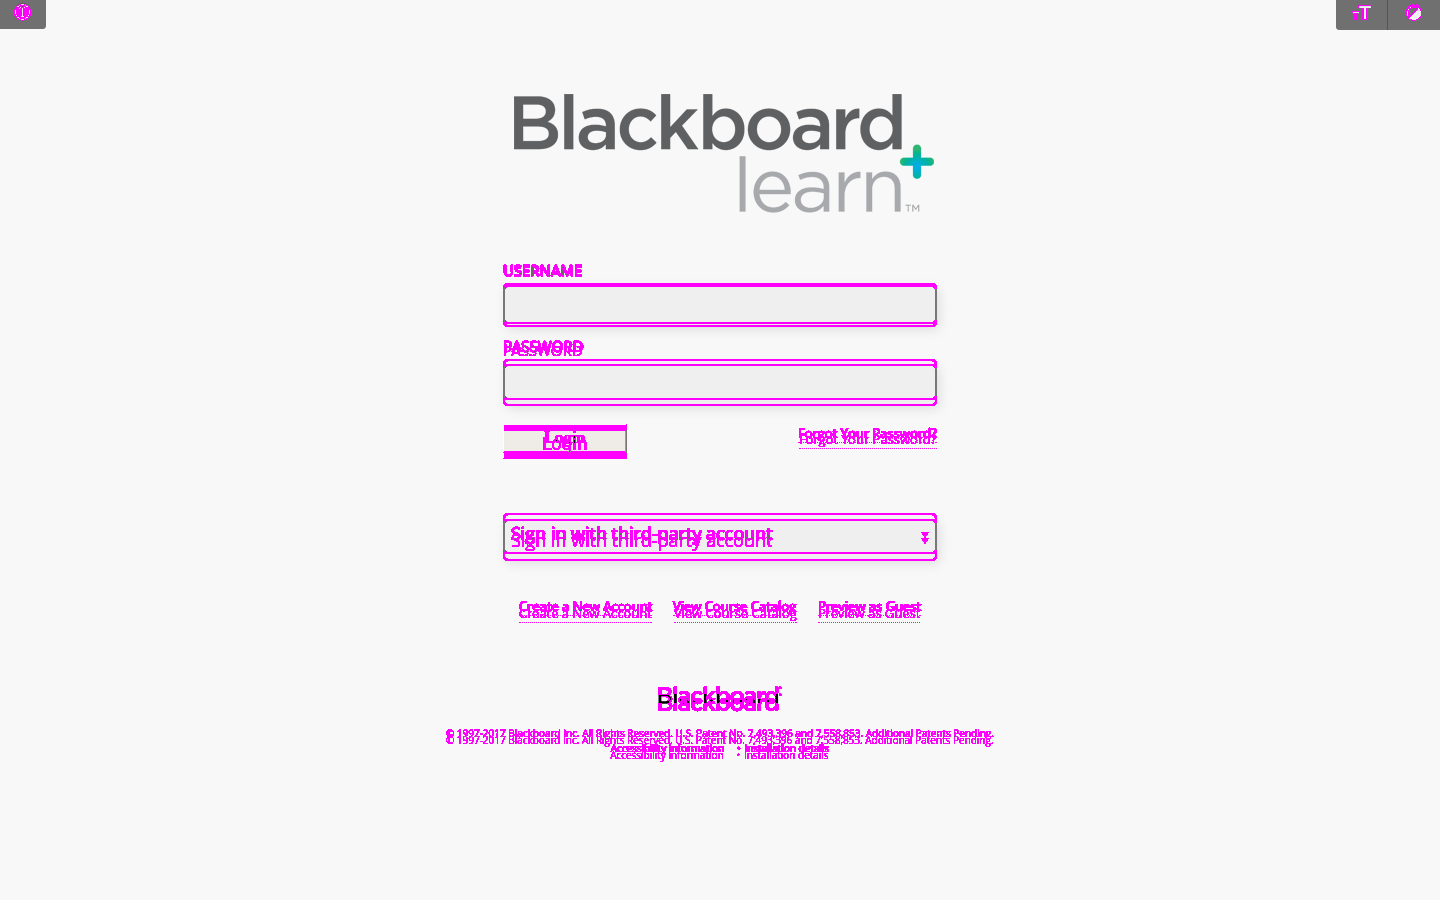 T
Blackboard
learn™
USERNAME
PASSWORD
Login
Forgot Your Password?
Sign in with third-party account
Create a New Account View Course Catalog Preview as Guest
Blackboard
© 1997-2017 Blackboard Inc. All Rights Reserved. U.S. Patent No. 7,493,396 and 7,558,853. Additional Patents Pending.
Accessibility Information • Installation details